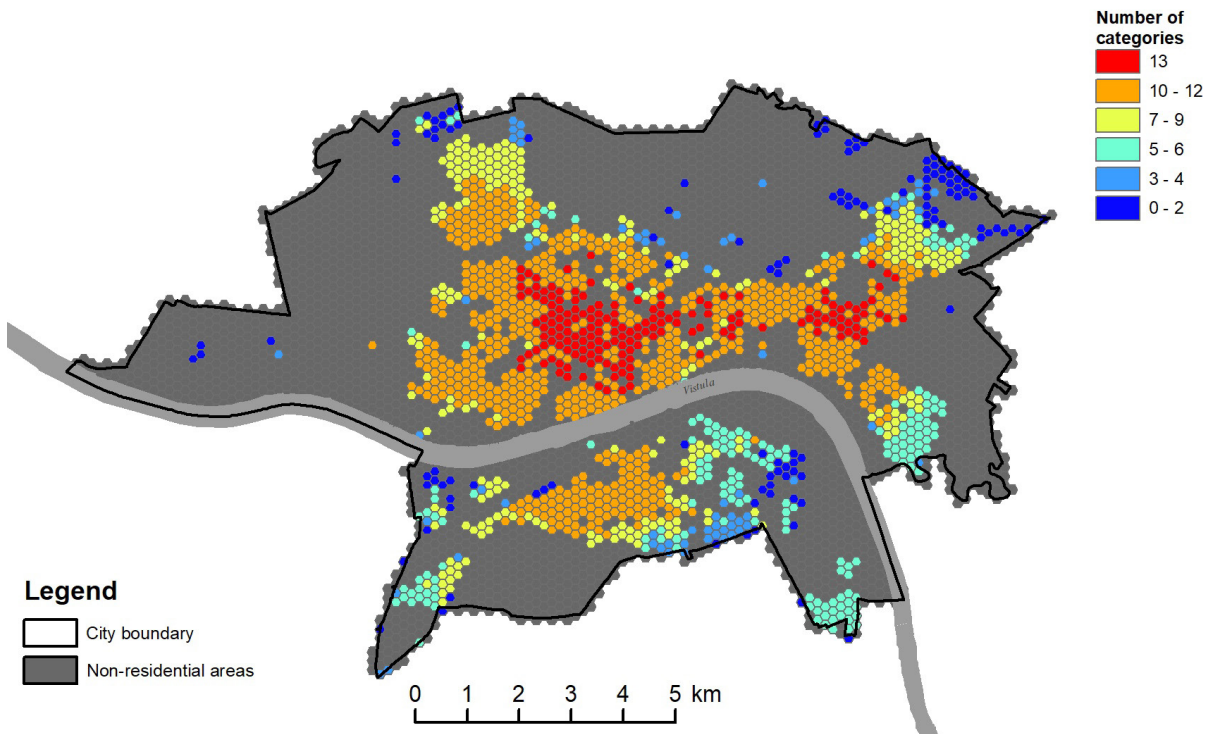 Number of
categories
13
10 - 12
7 - 9
5 - 6
3 - 4
0 - 2
Vistula
Legend
City boundary
Non-residential areas
0 1 2 3 4 5 km